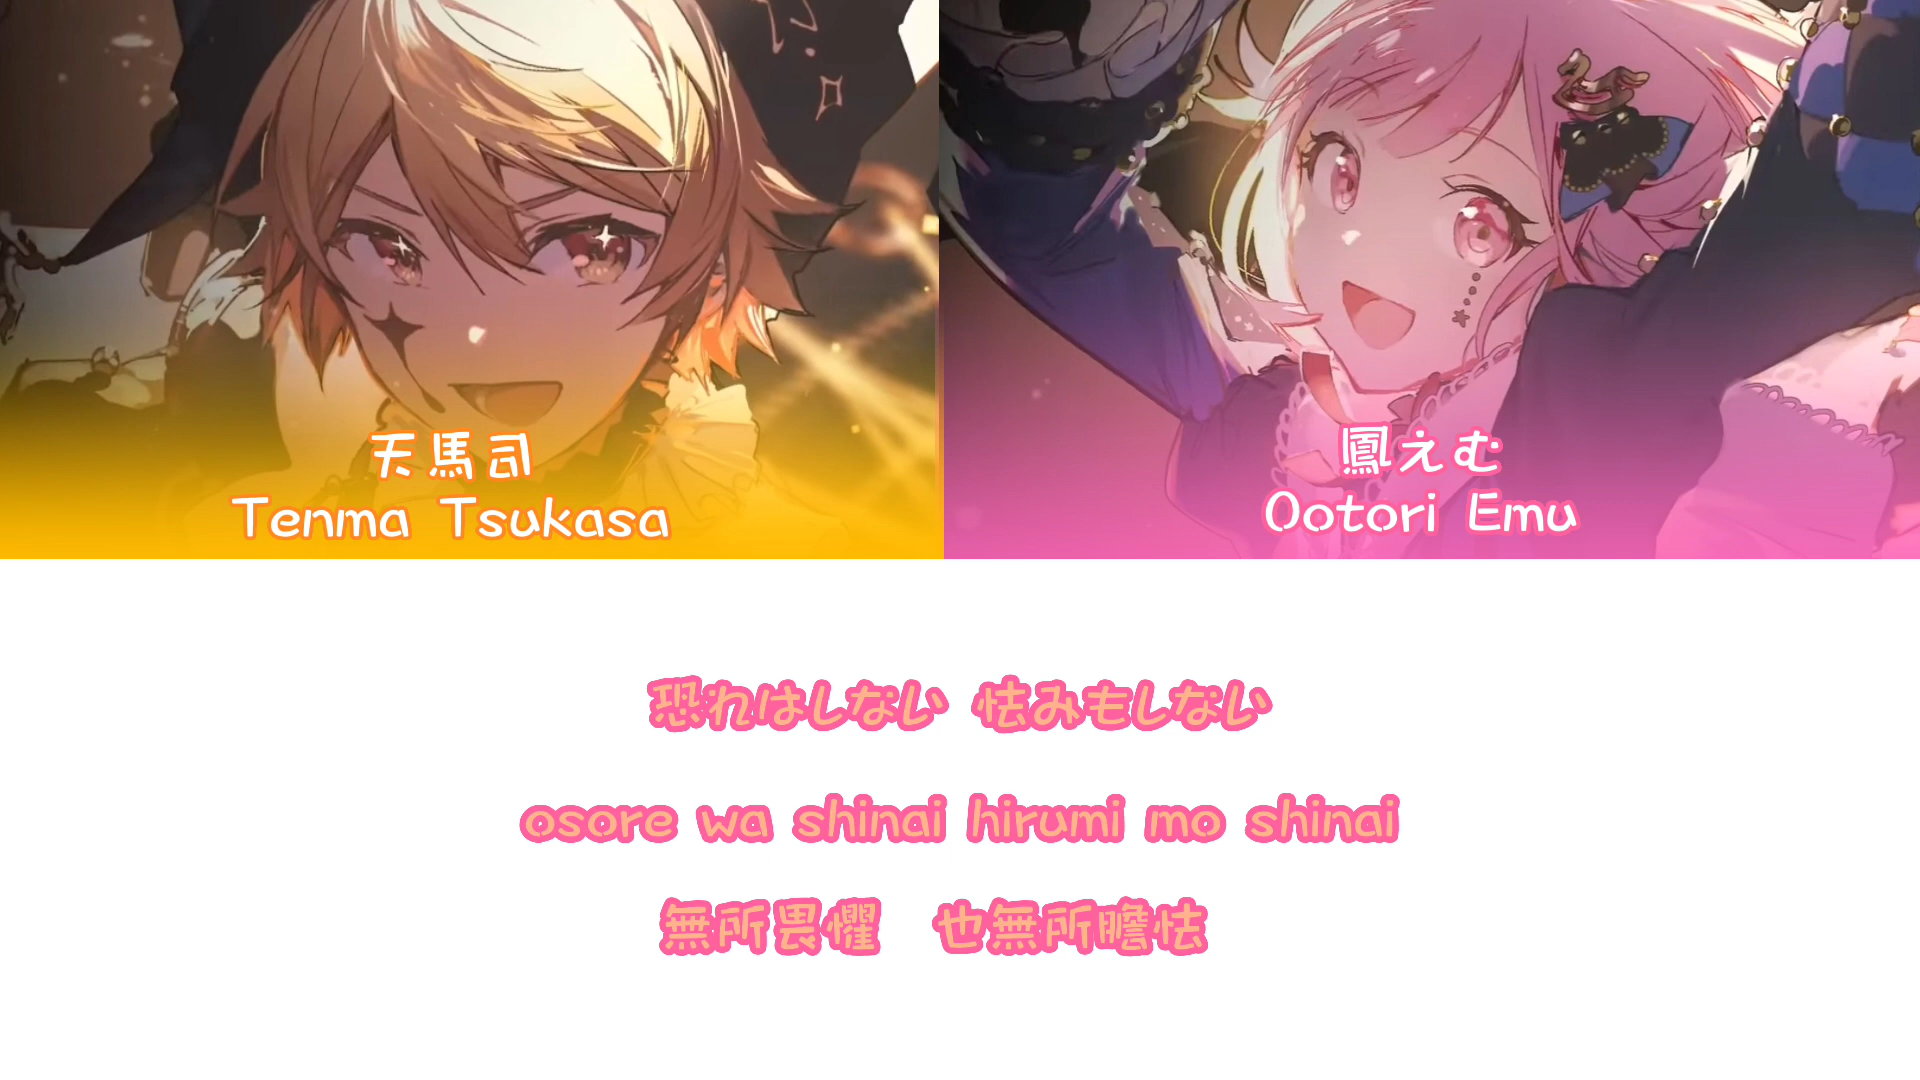 天馬司
Tenma Tsukasa
鳳えむ
Ootori Emu
恐れはしない 怯みもしない
osore wa shinai hirumi mo shinai
無所畏懼　也無所膽怯